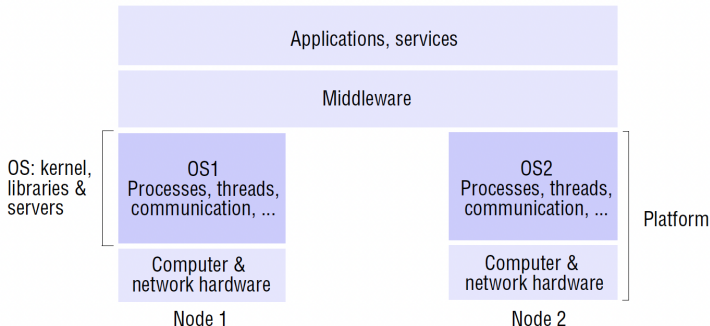 Applications, services
Middleware
OS: kernel,
libraries &
servers
OS1
Processes, threads,
communication, ...
OS2
Processes, threads,
communication, ...
Platform
Computer &
network hardware
Computer &
network hardware
Node 1
Node 2